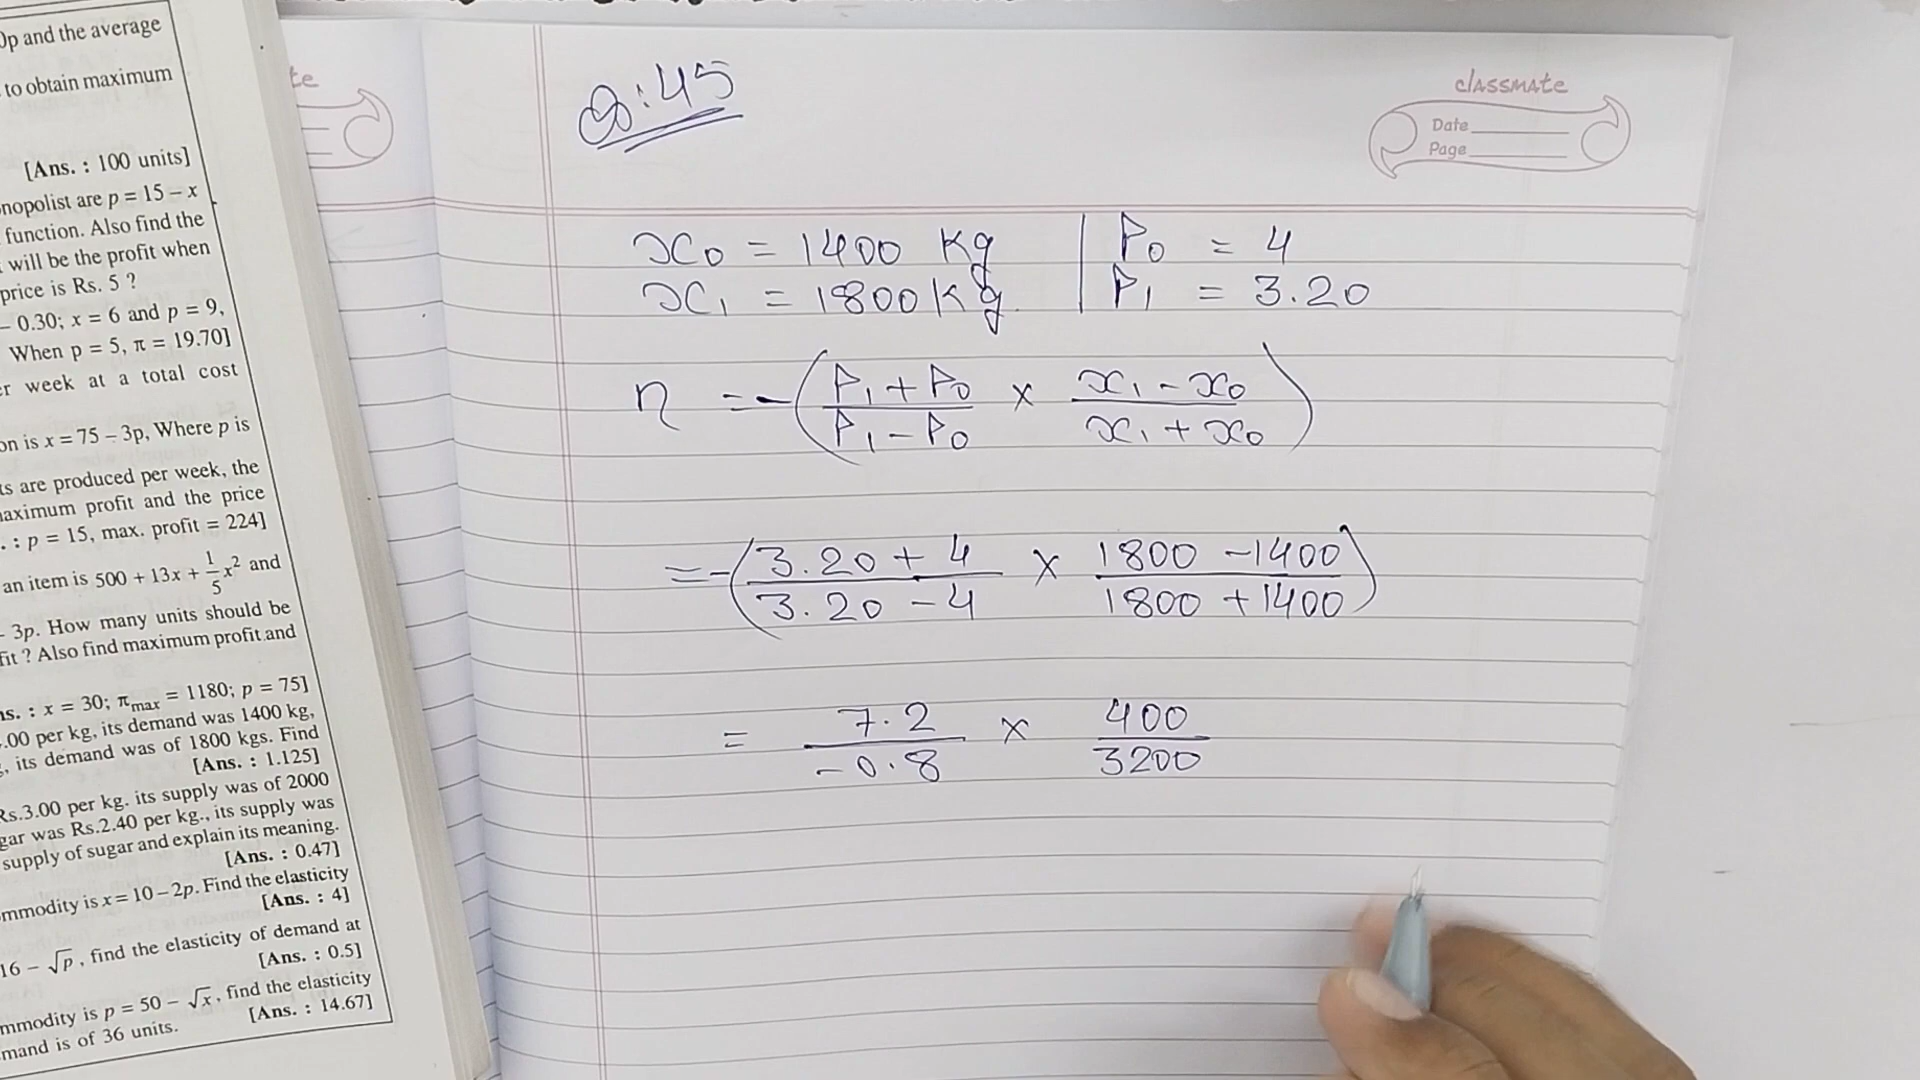 0p and the average
to obtain maximum
[Ans. : 100 units]
nopolist are p = 15 – x
function. Also find the
will be the profit when
price is Rs. 5 ?
– 0.30; x = 6 and p = 9,
When p = 5, π = 19.70]
er week at a total cost
on is x = 75 – 3p, Where p is
ts are produced per week, the
maximum profit and the price
. : p = 15, max. profit = 224]
an item is 500 + 13x + 1/5 x² and
– 3p. How many units should be
fit ? Also find maximum profit and
ns. : x = 30; πmax = 1180; p = 75]
.00 per kg, its demand was 1400 kg,
, its demand was of 1800 kgs. Find
[Ans. : 1.125]
Rs.3.00 per kg. its supply was of 2000
gar was Rs.2.40 per kg., its supply was
supply of sugar and explain its meaning.
[Ans. : 0.47]
mmodity is x = 10 – 2p. Find the elasticity
[Ans. : 4]
16 – √p, find the elasticity of demand at
[Ans. : 0.5]
mmodity is p = 50 – √x, find the elasticity
mand is of 36 units. [Ans. : 14.67]
te
Q:45
classmate
Date
Page
x₀ = 1400 Kg | P₀ = 4
x₁ = 1800 Kg. | P₁ = 3.20
η = -(P₁ + P₀ / P₁ - P₀ × x₁ - x₀ / x₁ + x₀)
= -(3.20 + 4 / 3.20 - 4 × 1800 - 1400 / 1800 + 1400)
= 7.2 / -0.8 × 400 / 3200